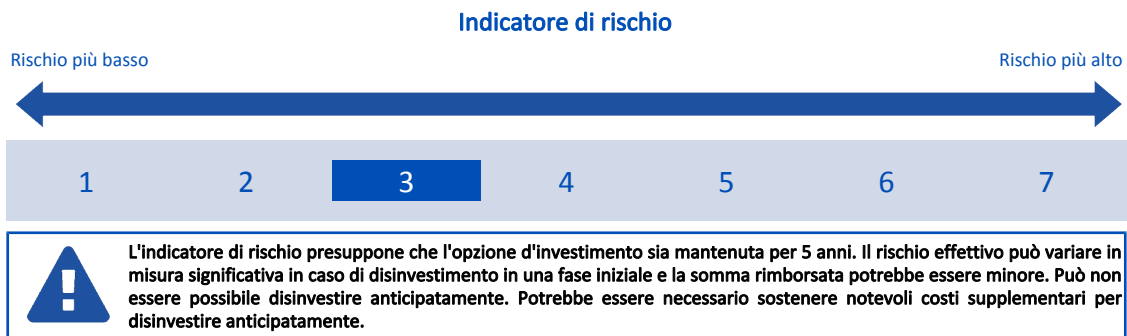 Indicatore di rischio
Rischio più basso Rischio più alto
1 2 3 4 5 6 7
L'indicatore di rischio presuppone che l'opzione d'investimento sia mantenuta per 5 anni. Il rischio effettivo può variare in
misura significativa in caso di disinvestimento in una fase iniziale e la somma rimborsata potrebbe essere minore. Può non
essere possibile disinvestire anticipatamente. Potrebbe essere necessario sostenere notevoli costi supplementari per
disinvestire anticipatamente.